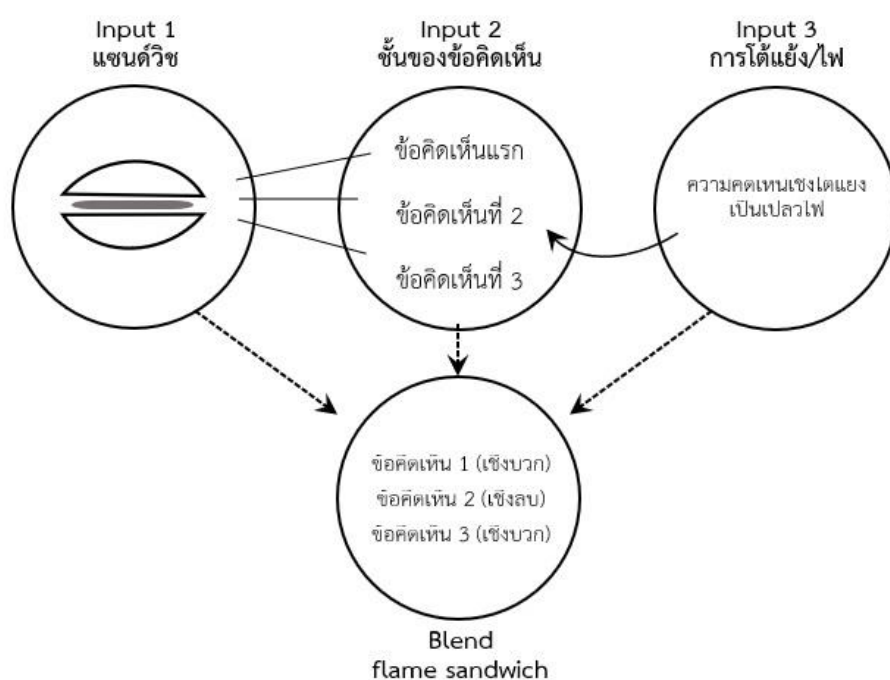 Input 1
แซนด์วิช
Input 2
ชั้นของข้อคิดเห็น
Input 3
การโต้แย้ง/ไฟ
ข้อคิดเห็นแรก
ข้อคิดเห็นที่ 2
ข้อคิดเห็นที่ 3
ความคดเหนเชิงโตแยง
เป็นเปลวไฟ
ข้อคิดเห็น 1 (เชิงบวก)
ข้อคิดเห็น 2 (เชิงลบ)
ข้อคิดเห็น 3 (เชิงบวก)
Blend
flame sandwich